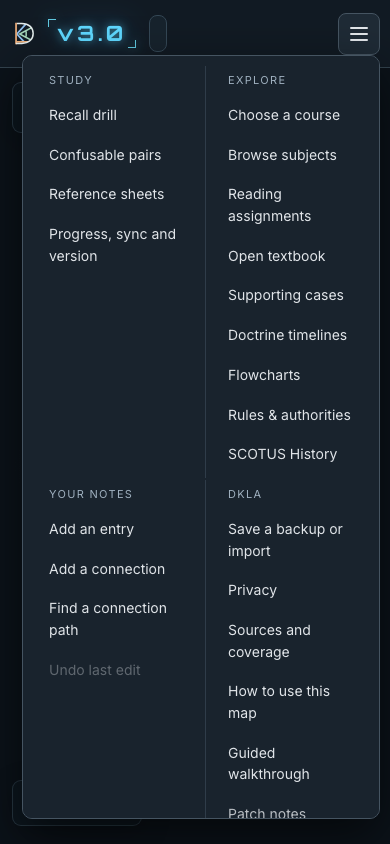 v3.0
STUDY
Recall drill
Confusable pairs
Reference sheets
Progress, sync and
version
EXPLORE
Choose a course
Browse subjects
Reading
assignments
Open textbook
Supporting cases
Doctrine timelines
Flowcharts
Rules & authorities
SCOTUS History
YOUR NOTES
Add an entry
Add a connection
Find a connection
path
Undo last edit
DKLA
Save a backup or
import
Privacy
Sources and
coverage
How to use this
map
Guided
walkthrough
Patch notes